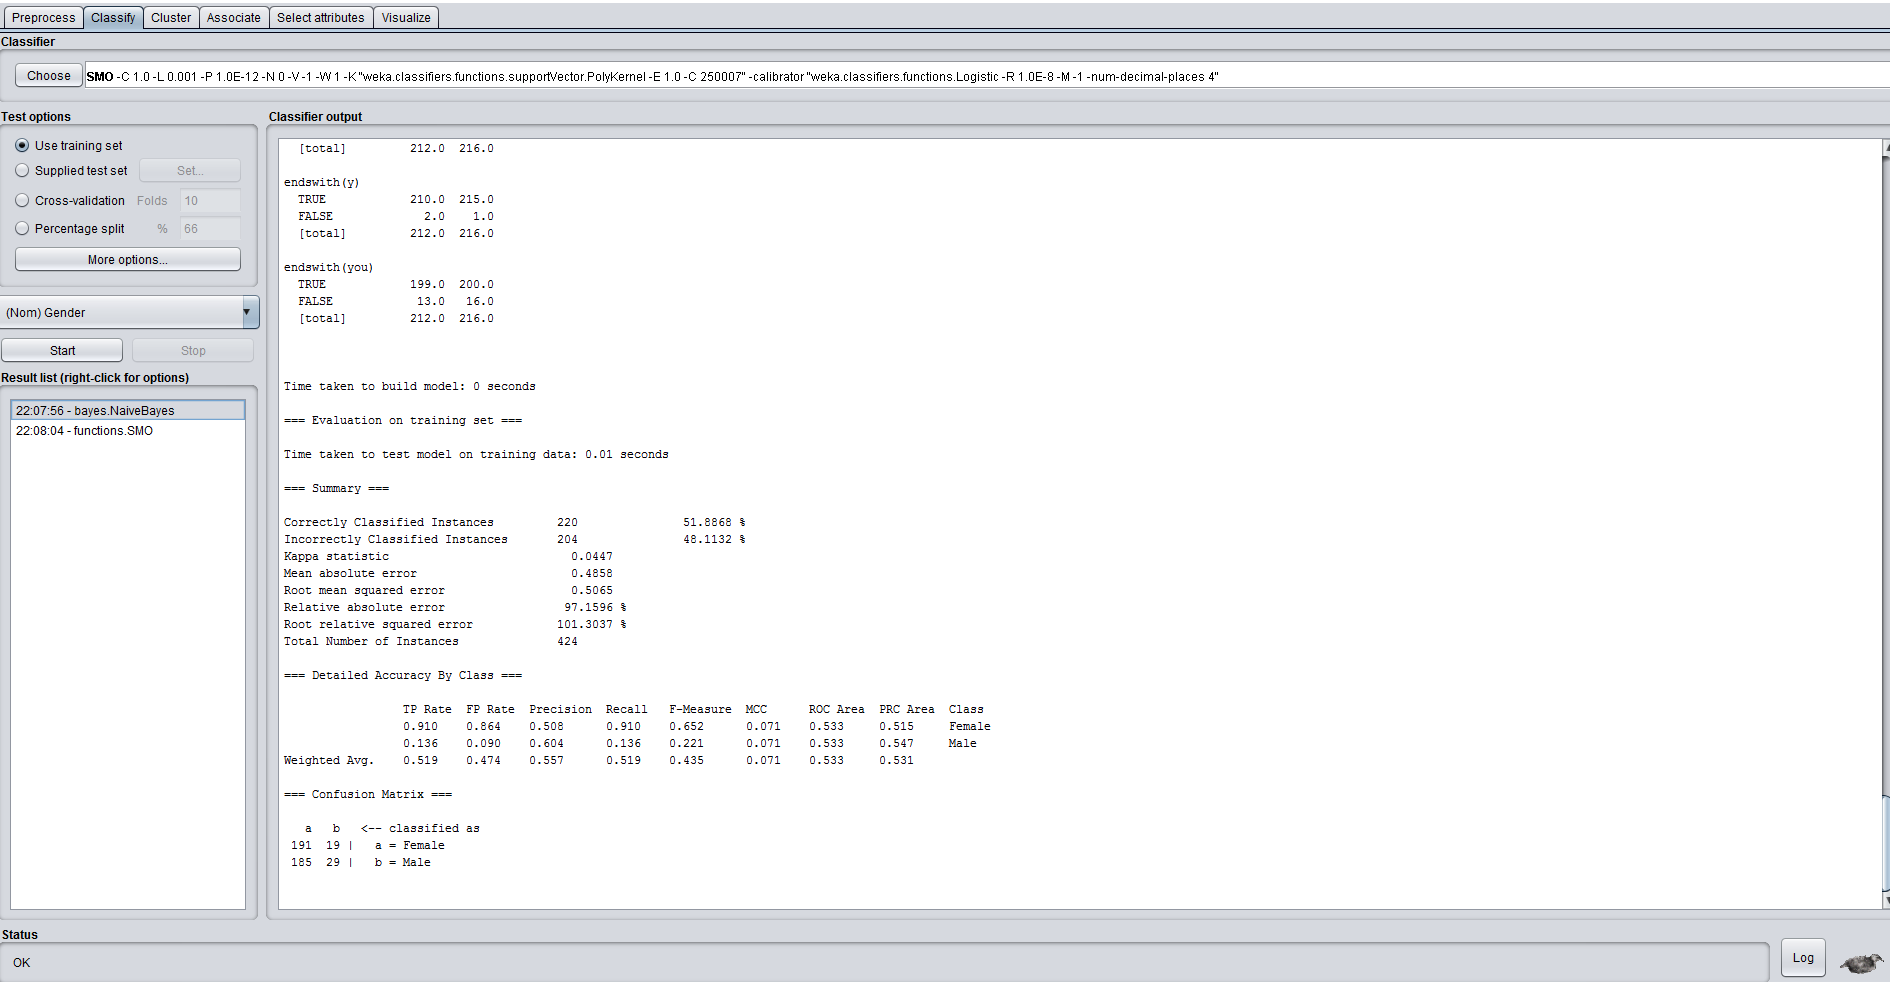 Preprocess Classify Cluster Associate Select attributes Visualize
Classifier
Choose SMO -C 1.0 -L 0.001 -P 1.0E-12 -N 0 -V -1 -W 1 -K "weka.classifiers.functions.supportVector.PolyKernel -E 1.0 -C 250007" -calibrator "weka.classifiers.functions.Logistic -R 1.0E-8 -M -1 -num-decimal-places 4"
Test options
Use training set
Supplied test set Set...
Cross-validation Folds 10
Percentage split % 66
More options...
(Nom) Gender
Start Stop
Result list (right-click for options)
22:07:56 - bayes.NaiveBayes
22:08:04 - functions.SMO
Classifier output
[total] 212.0 216.0
endswith(y)
TRUE 210.0 215.0
FALSE 2.0 1.0
[total] 212.0 216.0
endswith(you)
TRUE 199.0 200.0
FALSE 13.0 16.0
[total] 212.0 216.0
Time taken to build model: 0 seconds
=== Evaluation on training set ===
Time taken to test model on training data: 0.01 seconds
=== Summary ===
Correctly Classified Instances 220 51.8868 %
Incorrectly Classified Instances 204 48.1132 %
Kappa statistic 0.0447
Mean absolute error 0.4858
Root mean squared error 0.5065
Relative absolute error 97.1596 %
Root relative squared error 101.3037 %
Total Number of Instances 424
=== Detailed Accuracy By Class ===
TP Rate FP Rate Precision Recall F-Measure MCC ROC Area PRC Area Class
0.910 0.864 0.508 0.910 0.652 0.071 0.533 0.515 Female
0.136 0.090 0.604 0.136 0.221 0.071 0.533 0.547 Male
Weighted Avg. 0.519 0.474 0.557 0.519 0.435 0.071 0.533 0.531
=== Confusion Matrix ===
a b <-- classified as
191 19 | a = Female
185 29 | b = Male
Status
OK
Log